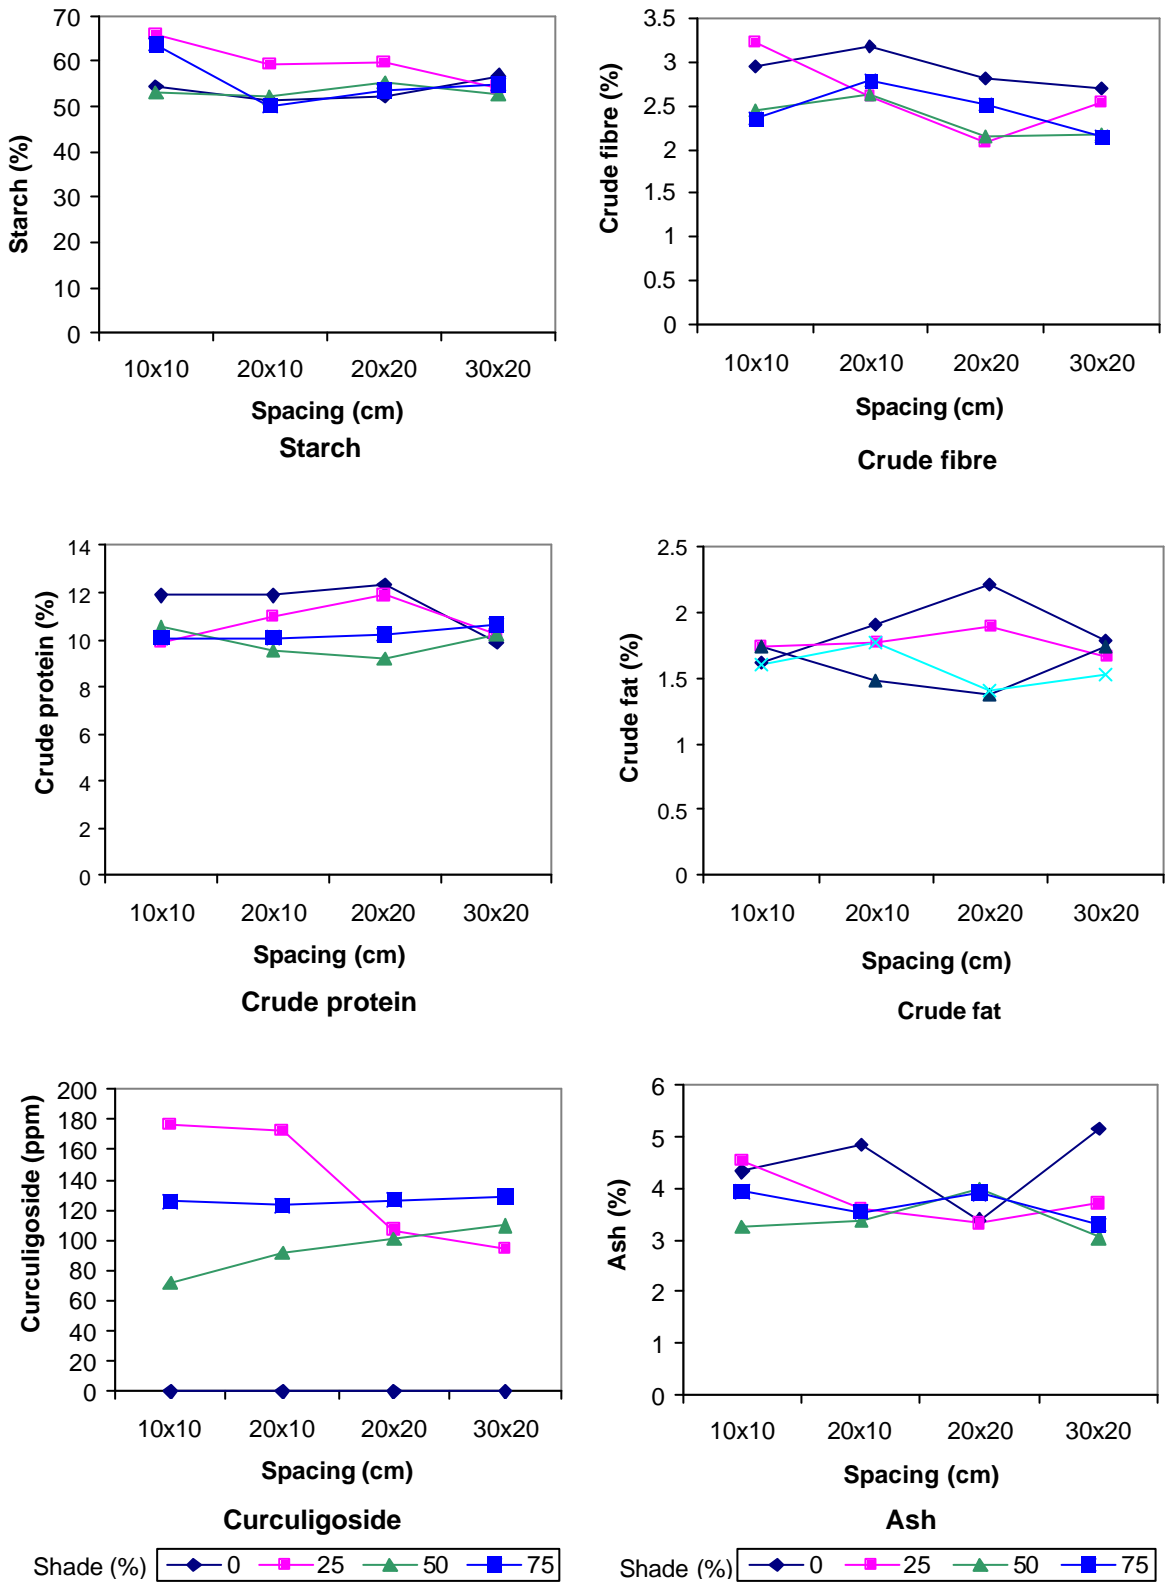 70
60
50
40
30
20
10
0
Starch (%)
10x10 20x10 20x20 30x20
Spacing (cm)
Starch
3.5
3
2.5
2
1.5
1
0.5
0
Crude fibre (%)
10x10 20x10 20x20 30x20
Spacing (cm)
Crude fibre
14
12
10
8
6
4
2
0
Crude protein (%)
10x10 20x10 20x20 30x20
Spacing (cm)
Crude protein
2.5
2
1.5
1
0.5
0
Crude fat (%)
10x10 20x10 20x20 30x20
Spacing (cm)
Crude fat
200
180
160
140
120
100
80
60
40
20
0
Curculigoside (ppm)
10x10 20x10 20x20 30x20
Spacing (cm)
Curculigoside
Shade (%) 0 25 50 75
6
5
4
3
2
1
0
Ash (%)
10x10 20x10 20x20 30x20
Spacing (cm)
Ash
Shade (%) 0 25 50 75